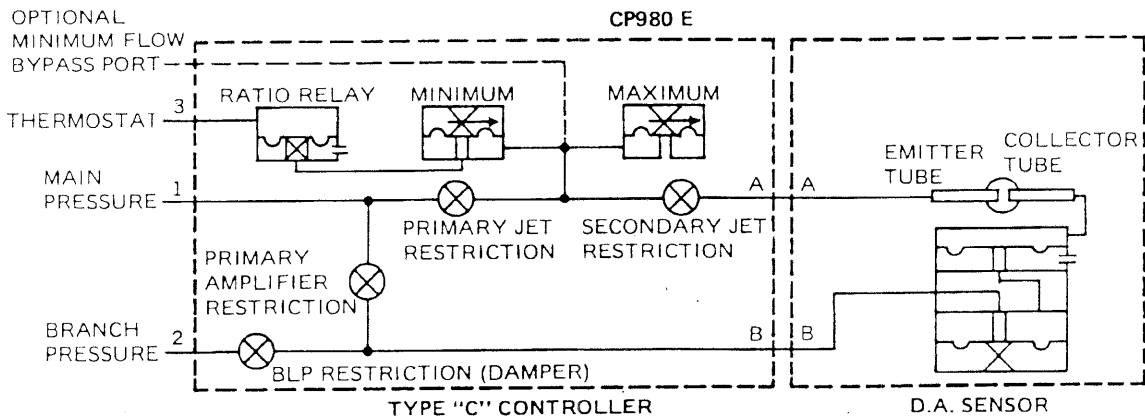 OPTIONAL
MINIMUM FLOW
BYPASS PORT
CP980 E
RATIO RELAY
MINIMUM
MAXIMUM
3
THERMOSTAT
COLLECTOR
TUBE
EMITTER
TUBE
MAIN
PRESSURE
1
A
A
PRIMARY JET
RESTRICTION
SECONDARY JET
RESTRICTION
PRIMARY
AMPLIFIER
RESTRICTION
BRANCH
PRESSURE
2
B
B
BLP RESTRICTION (DAMPER)
TYPE "C" CONTROLLER
D.A. SENSOR